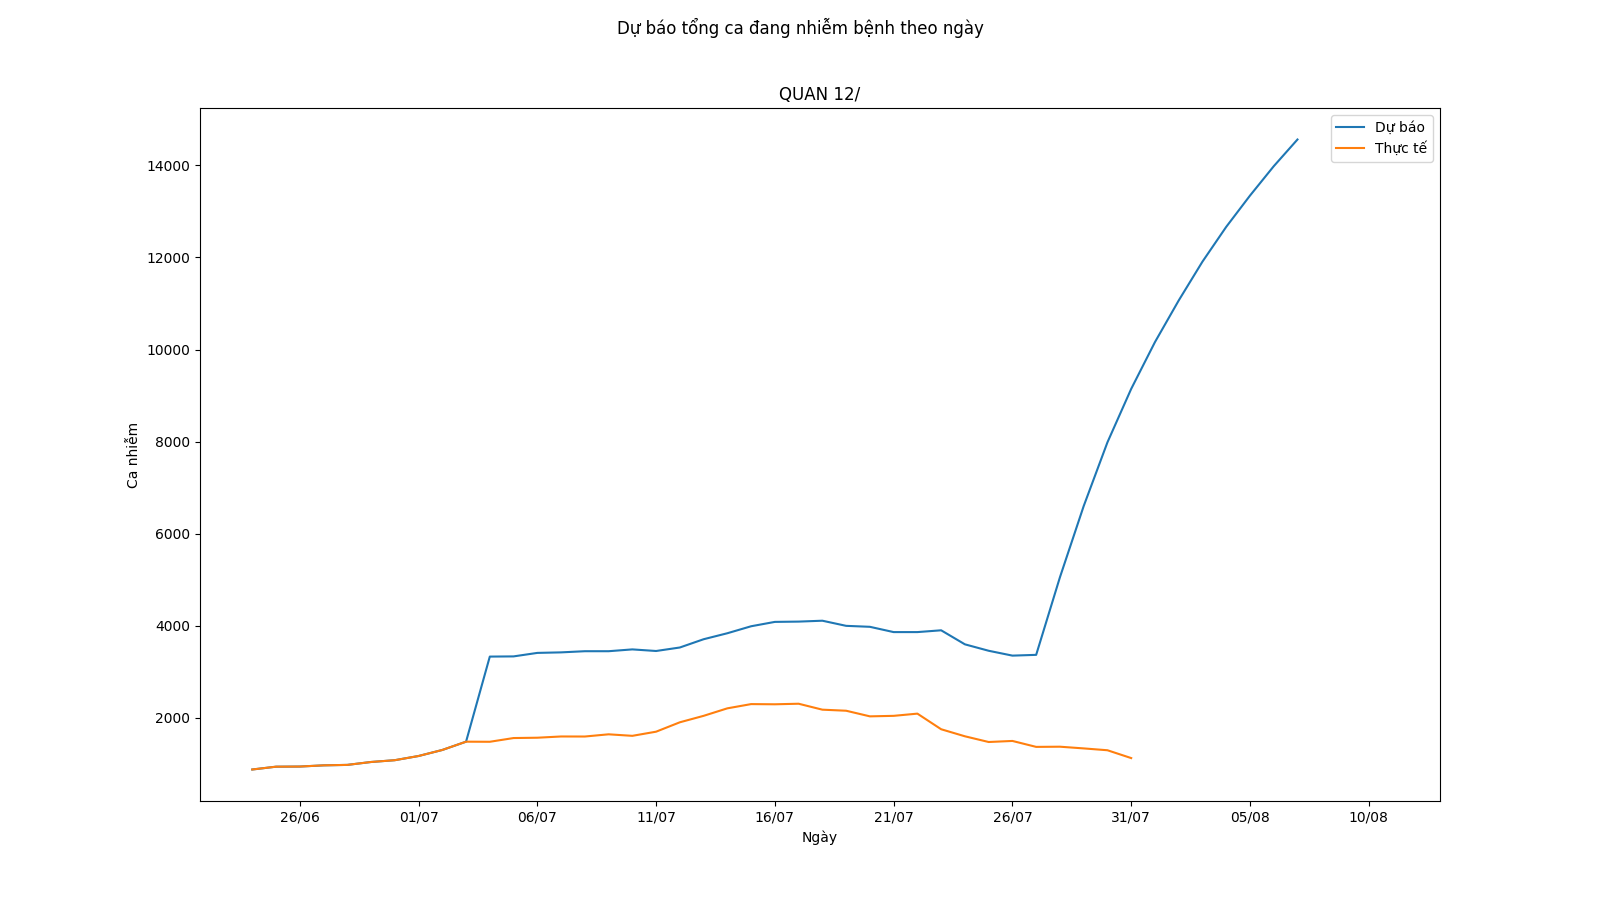 Dự báo tổng ca đang nhiễm bệnh theo ngày
QUAN 12/
Dự báo
Thực tế
14000
12000
10000
8000
6000
4000
2000
Ca nhiễm
26/06 01/07 06/07 11/07 16/07 21/07 26/07 31/07 05/08 10/08
Ngày